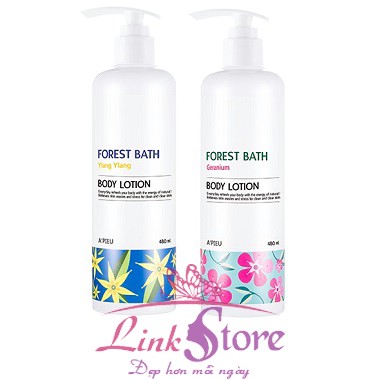 FOREST BATH
Ylang Ylang
BODY LOTION
A'PIEU
480 ml
FOREST BATH
Geranium
BODY LOTION
A'PIEU
480 ml
Link Store
Đẹp hơn mỗi ngày